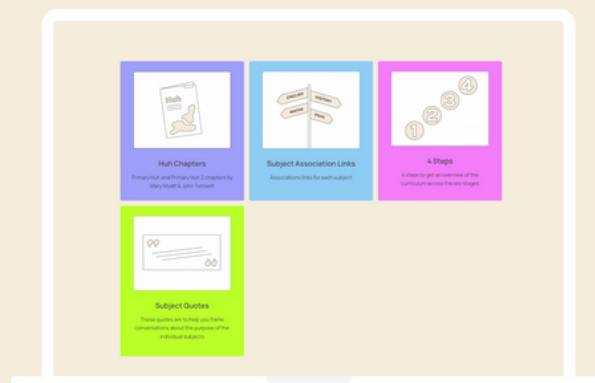 Huh
Huh Chapters
Primary Huh and Primary Huh 2 chapters by
Mary Myatt & John Tomsett
ENGLISH
HISTORY
MATHS
PSHE
Subject Association Links
Associations links for each subject
1
2
3
4
4 Steps
4 steps to get an overview of the
curriculum across the key stages
Subject Quotes
These quotes are to help you frame
conversations about the purpose of the
individual subjects